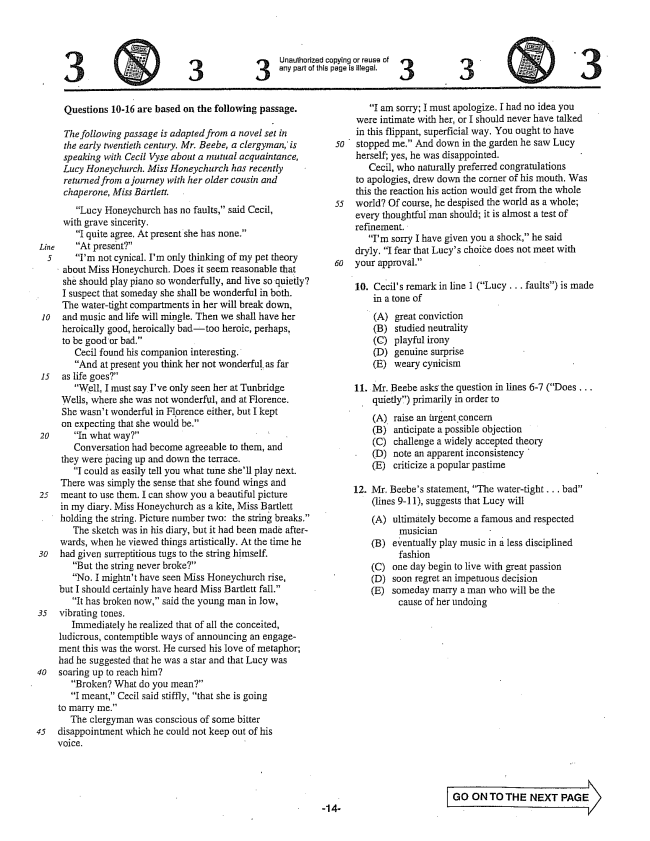 3
3
3
Unauthorized copying or reuse of
any part of this page is illegal.
3
3
3
Questions 10-16 are based on the following passage.
The following passage is adapted from a novel set in
the early twentieth century. Mr. Beebe, a clergyman, is
speaking with Cecil Vyse about a mutual acquaintance,
Lucy Honeychurch. Miss Honeychurch has recently
returned from a journey with her older cousin and
chaperone, Miss Bartlett.
"Lucy Honeychurch has no faults," said Cecil,
with grave sincerity.
"I quite agree. At present she has none."
Line "At present?"
5 "I'm not cynical. I'm only thinking of my pet theory
about Miss Honeychurch. Does it seem reasonable that
she should play piano so wonderfully, and live so quietly?
I suspect that someday she shall be wonderful in both.
The water-tight compartments in her will break down,
10 and music and life will mingle. Then we shall have her
heroically good, heroically bad—too heroic, perhaps,
to be good or bad."
Cecil found his companion interesting.
"And at present you think her not wonderful as far
15 as life goes?"
"Well, I must say I've only seen her at Tunbridge
Wells, where she was not wonderful, and at Florence.
She wasn't wonderful in Florence either, but I kept
on expecting that she would be."
20 "In what way?"
Conversation had become agreeable to them, and
they were pacing up and down the terrace.
"I could as easily tell you what tune she'll play next.
There was simply the sense that she found wings and
25 meant to use them. I can show you a beautiful picture
in my diary. Miss Honeychurch as a kite, Miss Bartlett
holding the string. Picture number two: the string breaks."
The sketch was in his diary, but it had been made after-
wards, when he viewed things artistically. At the time he
30 had given surreptitious tugs to the string himself.
"But the string never broke?"
"No. I mightn't have seen Miss Honeychurch rise,
but I should certainly have heard Miss Bartlett fall."
"It has broken now," said the young man in low,
35 vibrating tones.
Immediately he realized that of all the conceited,
ludicrous, contemptible ways of announcing an engage-
ment this was the worst. He cursed his love of metaphor;
had he suggested that he was a star and that Lucy was
40 soaring up to reach him?
"Broken? What do you mean?"
"I meant," Cecil said stiffly, "that she is going
to marry me."
The clergyman was conscious of some bitter
45 disappointment which he could not keep out of his
voice.
"I am sorry; I must apologize. I had no idea you
were intimate with her, or I should never have talked
in this flippant, superficial way. You ought to have
50 stopped me." And down in the garden he saw Lucy
herself; yes, he was disappointed.
Cecil, who naturally preferred congratulations
to apologies, drew down the corner of his mouth. Was
this the reaction his action would get from the whole
55 world? Of course, he despised the world as a whole;
every thoughtful man should; it is almost a test of
refinement.
"I'm sorry I have given you a shock," he said
dryly. "I fear that Lucy's choice does not meet with
60 your approval."
10. Cecil's remark in line 1 ("Lucy . . . faults") is made
in a tone of
(A) great conviction
(B) studied neutrality
(C) playful irony
(D) genuine surprise
(E) weary cynicism
11. Mr. Beebe asks the question in lines 6-7 ("Does . . .
quietly") primarily in order to
(A) raise an urgent concern
(B) anticipate a possible objection
(C) challenge a widely accepted theory
(D) note an apparent inconsistency
(E) criticize a popular pastime
12. Mr. Beebe's statement, "The water-tight . . . bad"
(lines 9-11), suggests that Lucy will
(A) ultimately become a famous and respected
musician
(B) eventually play music in a less disciplined
fashion
(C) one day begin to live with great passion
(D) soon regret an impetuous decision
(E) someday marry a man who will be the
cause of her undoing
GO ON TO THE NEXT PAGE
-14-